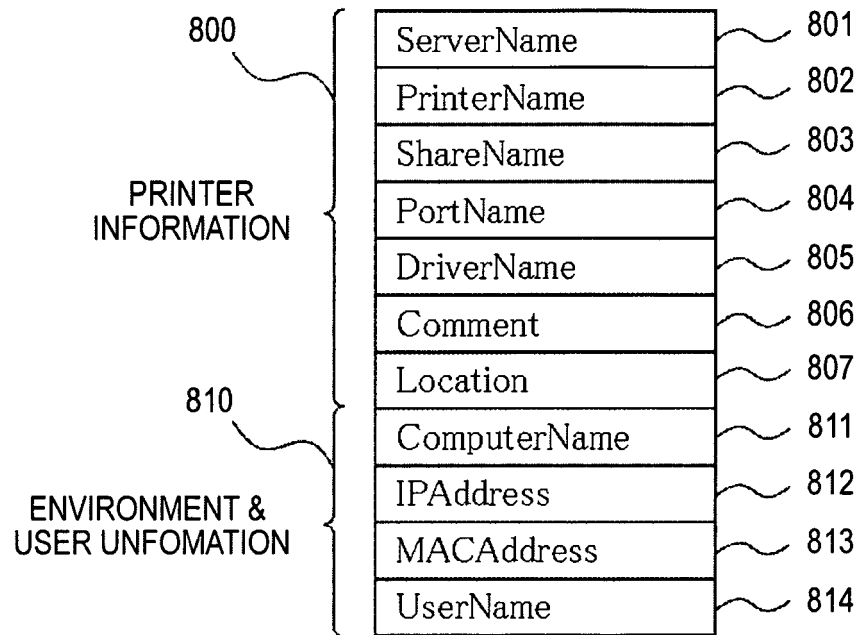 800
PRINTER
INFORMATION
ServerName 801
PrinterName 802
ShareName 803
PortName 804
DriverName 805
Comment 806
Location 807
810
ENVIRONMENT &
USER UNFOMATION
ComputerName 811
IPAddress 812
MACAddress 813
UserName 814